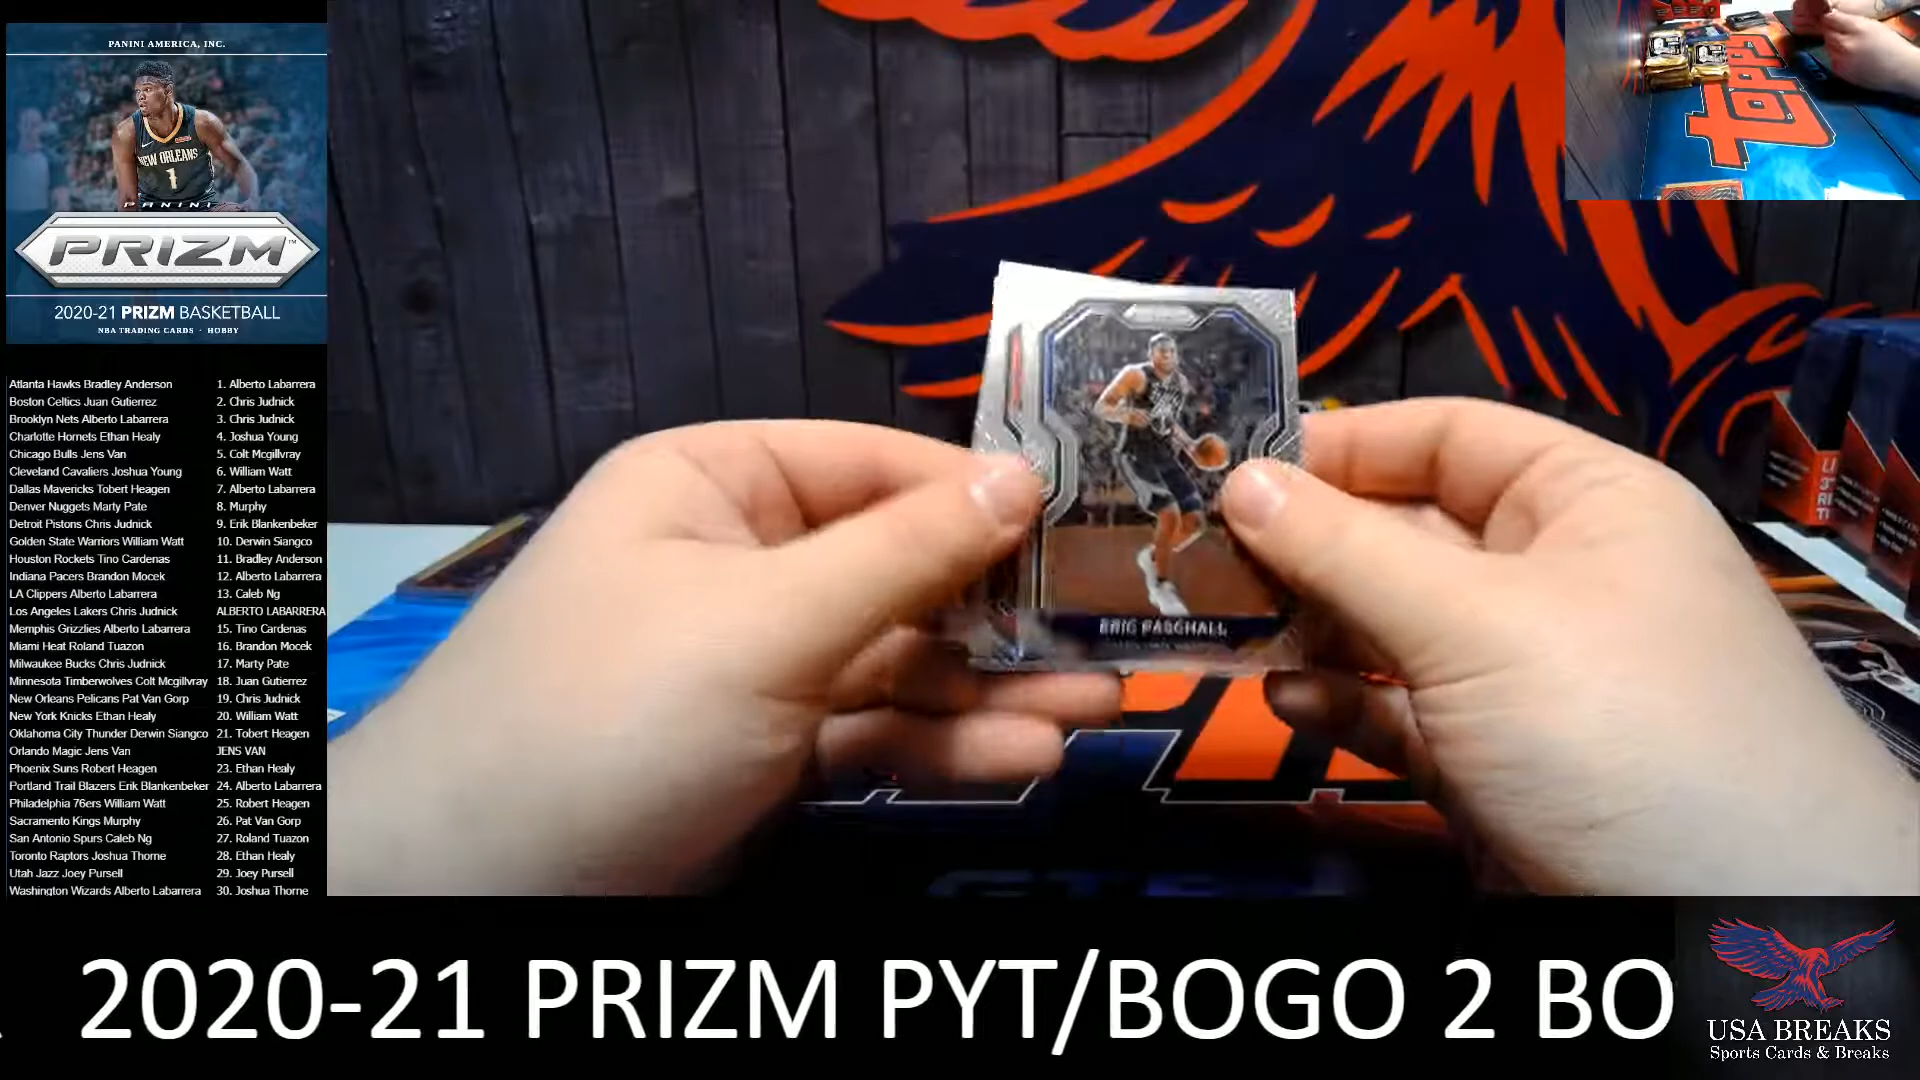 PANINI AMERICA, INC.
NEW ORLEANS
1
PANINI
PRIZM™
2020-21 PRIZM BASKETBALL
NBA TRADING CARDS · HOBBY
Atlanta Hawks Bradley Anderson 1. Alberto Labarrera
Boston Celtics Juan Gutierrez 2. Chris Judnick
Brooklyn Nets Alberto Labarrera 3. Chris Judnick
Charlotte Hornets Ethan Healy 4. Joshua Young
Chicago Bulls Jens Van 5. Colt Mcgillvray
Cleveland Cavaliers Joshua Young 6. William Watt
Dallas Mavericks Tobert Heagen 7. Alberto Labarrera
Denver Nuggets Marty Pate 8. Murphy
Detroit Pistons Chris Judnick 9. Erik Blankenbeker
Golden State Warriors William Watt 10. Derwin Siangco
Houston Rockets Tino Cardenas 11. Bradley Anderson
Indiana Pacers Brandon Mocek 12. Alberto Labarrera
LA Clippers Alberto Labarrera 13. Caleb Ng
Los Angeles Lakers Chris Judnick ALBERTO LABARRERA
Memphis Grizzlies Alberto Labarrera 15. Tino Cardenas
Miami Heat Roland Tuazon 16. Brandon Mocek
Milwaukee Bucks Chris Judnick 17. Marty Pate
Minnesota Timberwolves Colt Mcgillvray 18. Juan Gutierrez
New Orleans Pelicans Pat Van Gorp 19. Chris Judnick
New York Knicks Ethan Healy 20. William Watt
Oklahoma City Thunder Derwin Siangco 21. Tobert Heagen
Orlando Magic Jens Van JENS VAN
Phoenix Suns Robert Heagen 23. Ethan Healy
Portland Trail Blazers Erik Blankenbeker 24. Alberto Labarrera
Philadelphia 76ers William Watt 25. Robert Heagen
Sacramento Kings Murphy 26. Pat Van Gorp
San Antonio Spurs Caleb Ng 27. Roland Tuazon
Toronto Raptors Joshua Thorne 28. Ethan Healy
Utah Jazz Joey Pursell 29. Joey Pursell
Washington Wizards Alberto Labarrera 30. Joshua Thorne
topps
ERIC PASCHALL
2020-21 PRIZM PYT/BOGO 2 BO
USA BREAKS
Sports Cards & Breaks